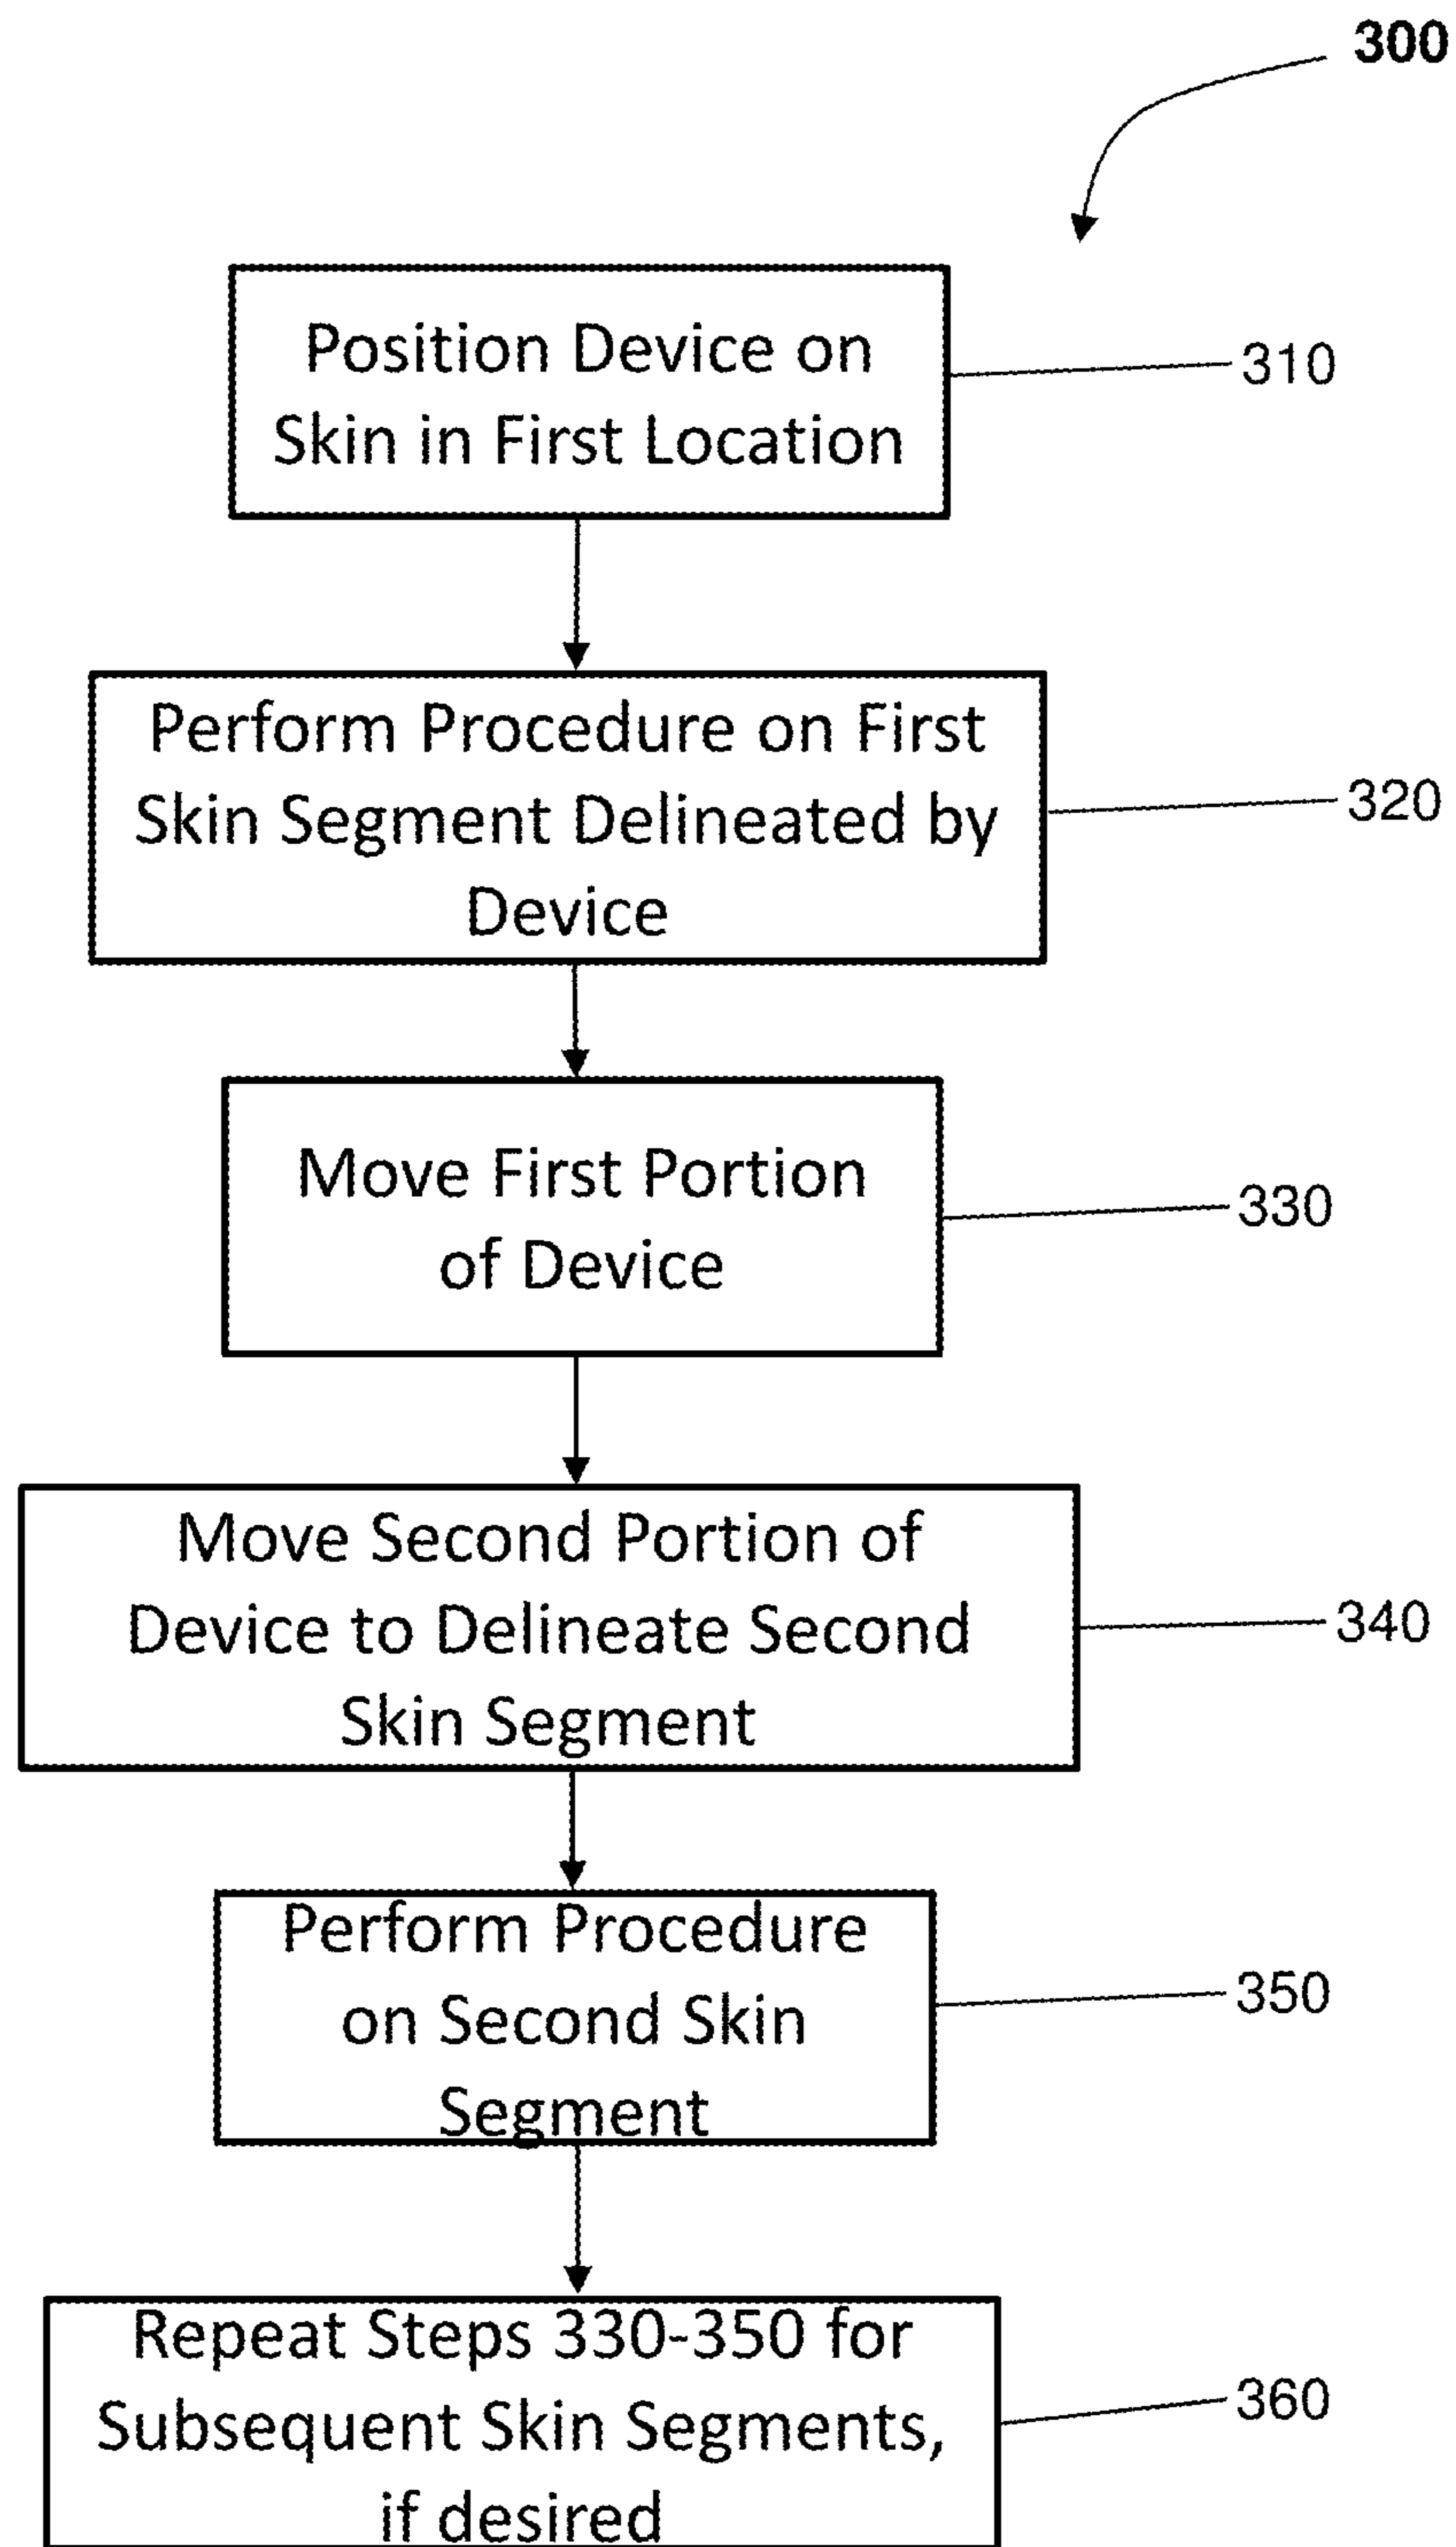 300
Position Device on
Skin in First Location
310
Perform Procedure on First
Skin Segment Delineated by
Device
320
Move First Portion
of Device
330
Move Second Portion of
Device to Delineate Second
Skin Segment
340
Perform Procedure
on Second Skin
Segment
350
Repeat Steps 330-350 for
Subsequent Skin Segments,
if desired
360